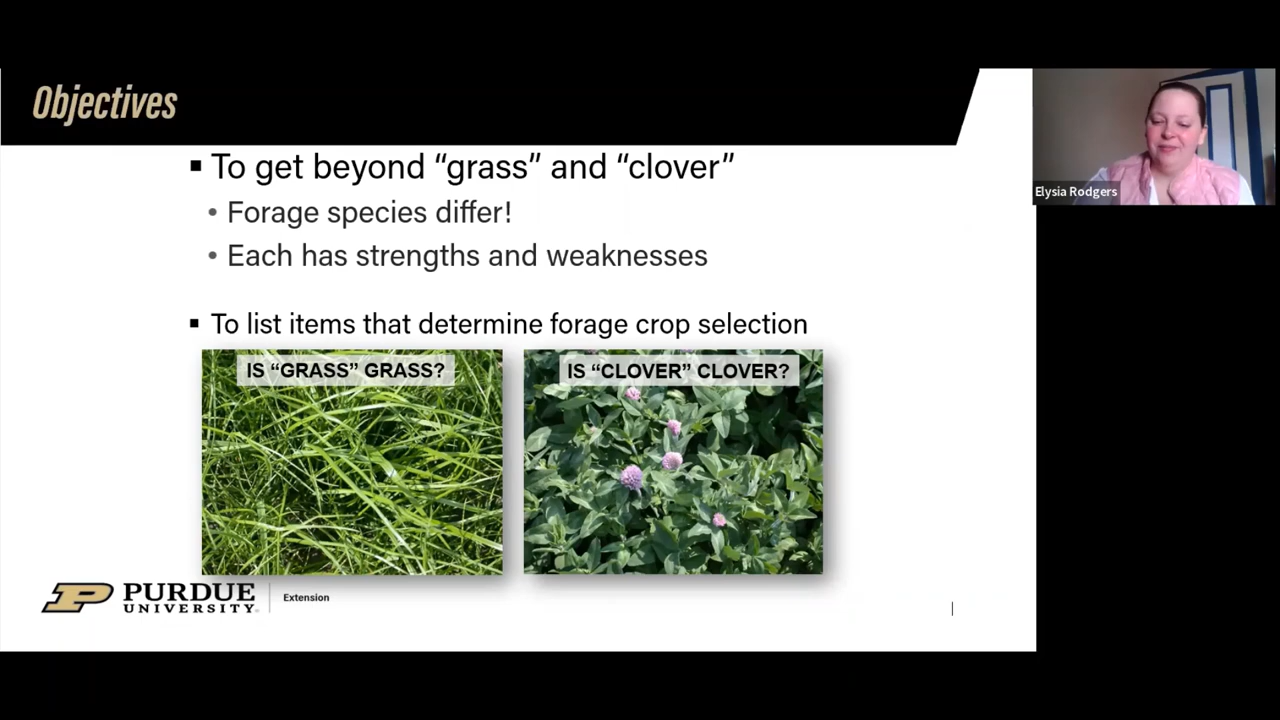 Objectives
▪ To get beyond “grass” and “clover”
• Forage species differ!
• Each has strengths and weaknesses
▪ To list items that determine forage crop selection
IS “GRASS” GRASS?
IS “CLOVER” CLOVER?
PURDUE
UNIVERSITY
Extension
Elysia Rodgers